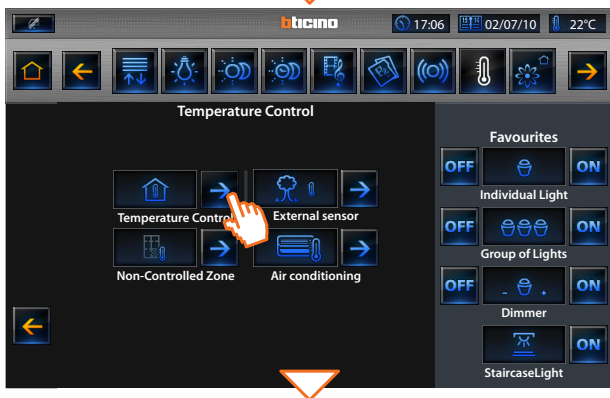 bticino 17:06 02/07/10 22°C
Temperature Control
Favourites
OFF ON
Individual Light
OFF ON
Group of Lights
OFF - + ON
Dimmer
ON
StaircaseLight
Temperature Control
External sensor
Non-Controlled Zone
Air conditioning